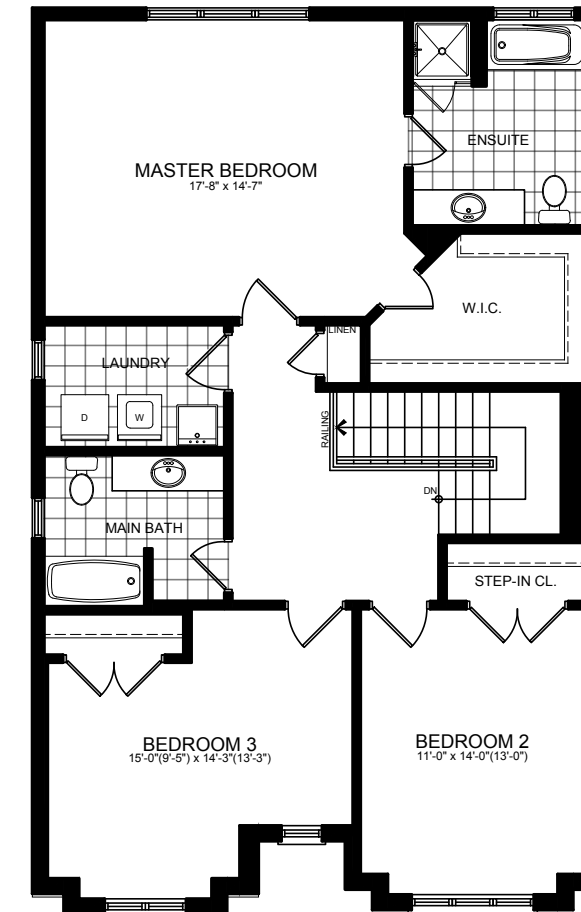 ENSUITE
MASTER BEDROOM
17'-8" x 14'-7"
W.I.C.
LINEN
LAUNDRY
D
W
RAILING
DN
MAIN BATH
STEP-IN CL.
BEDROOM 3
15'-0"(9'-5") x 14'-3"(13'-3")
BEDROOM 2
11'-0" x 14'-0"(13'-0")